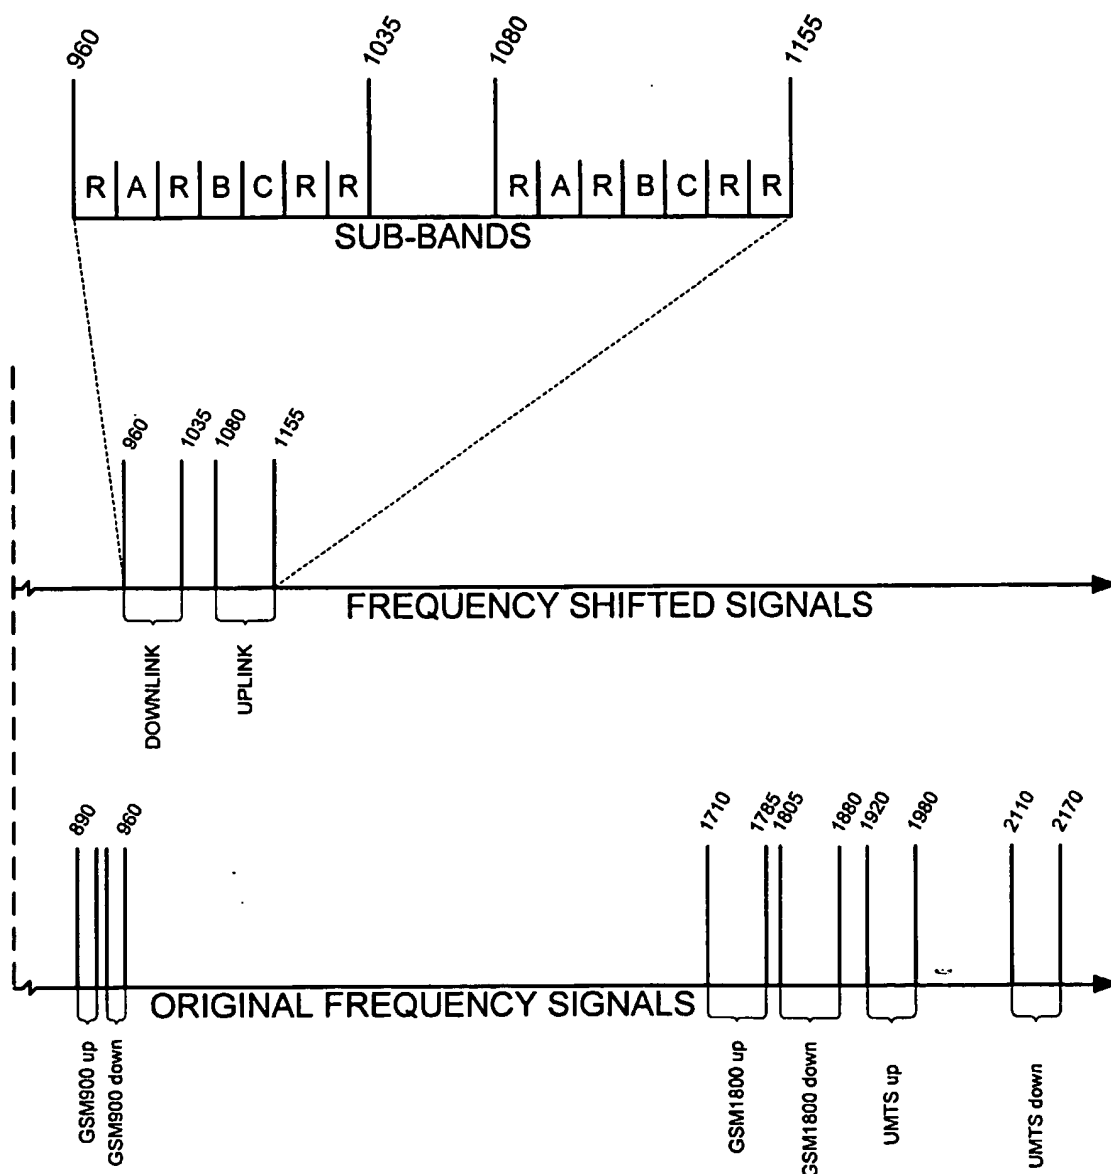 960 1035 1080 1155
R A R B C R R R A R B C R R
SUB-BANDS
960 1035 1080 1155
FREQUENCY SHIFTED SIGNALS
DOWNLINK UPLINK
890 960 1710 1785 1805 1880 1920 1980 2110 2170
ORIGINAL FREQUENCY SIGNALS
GSM900 up GSM900 down GSM1800 up GSM1800 down UMTS up UMTS down